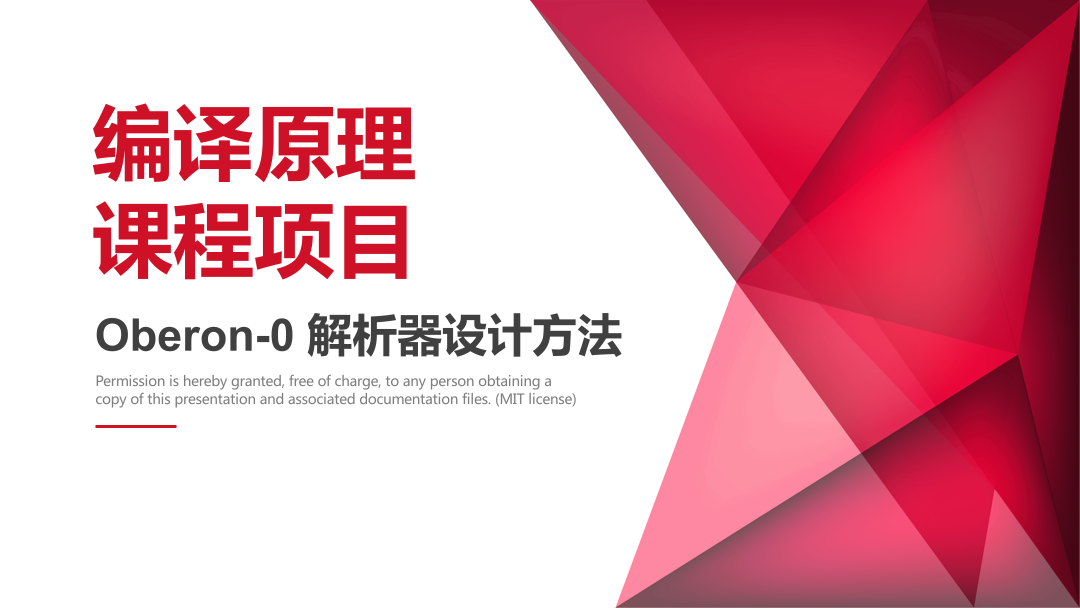 编译原理
课程项目
Oberon-0 解析器设计方法
Permission is hereby granted, free of charge, to any person obtaining a
copy of this presentation and associated documentation files. (MIT license)